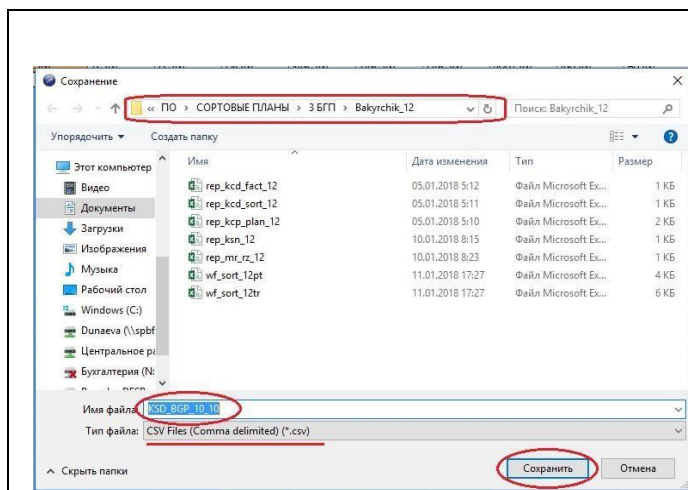 Сохранение
« ПО > СОРТОВЫЕ ПЛАНЫ > 3 БГП > Bakyrchik_12
Поиск: Bakyrchik_12
Упорядочить Создать папку
Этот компьютер
Видео
Документы
Загрузки
Изображения
Музыка
Рабочий стол
Windows (C:)
Dunaeva (\\spbf
Центральное ра
Бухгалтерия (N:
Имя Дата изменения Тип Размер
rep_kcd_fact_12 05.01.2018 5:12 Файл Microsoft Ex... 1 КБ
rep_kcd_sort_12 05.01.2018 5:11 Файл Microsoft Ex... 1 КБ
rep_kcp_plan_12 05.01.2018 5:10 Файл Microsoft Ex... 2 КБ
rep_ksn_12 10.01.2018 8:15 Файл Microsoft Ex... 1 КБ
rep_mr_rz_12 10.01.2018 8:23 Файл Microsoft Ex... 1 КБ
wf_sort_12pt 11.01.2018 17:27 Файл Microsoft Ex... 4 КБ
wf_sort_12tr 11.01.2018 17:27 Файл Microsoft Ex... 6 КБ
Имя файла: KSD_BGP_10_10
Тип файла: CSV Files (Comma delimited) (*.csv)
Скрыть папки Сохранить Отмена